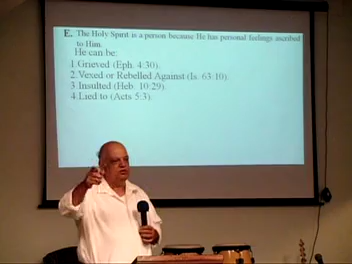 E. The Holy Spirit is a person because He has personal feelings ascribed
to Him.
He can be:
1.Grieved (Eph. 4:30).
2.Vexed or Rebelled Against (Is. 63:10).
3.Insulted (Heb. 10:29).
4.Lied to (Acts 5:3).